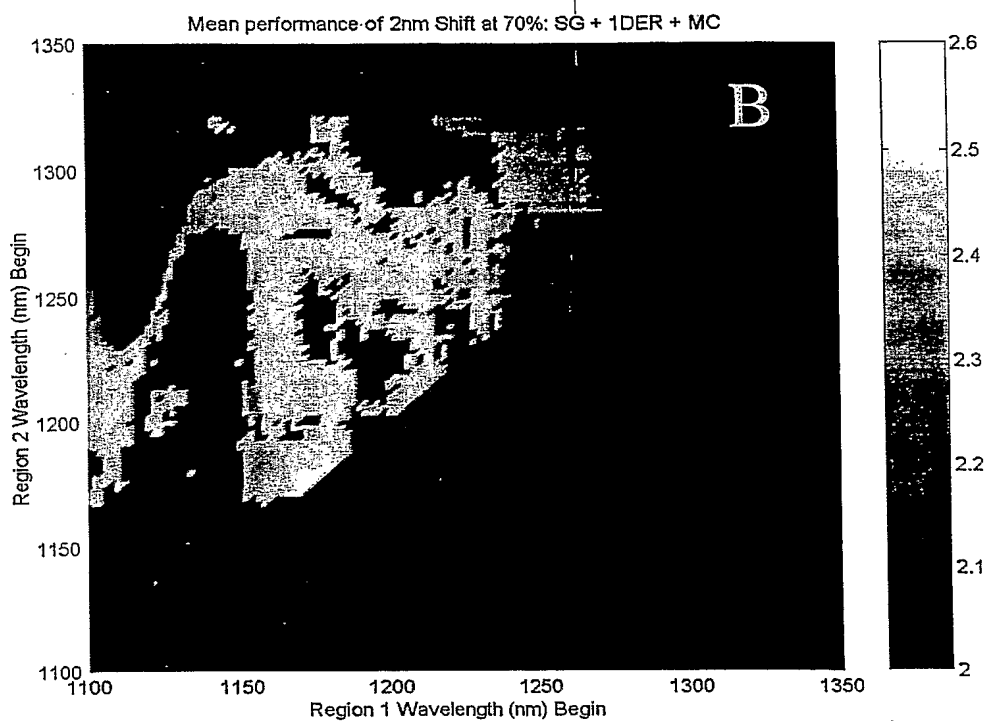 Mean performance of 2nm Shift at 70%: SG + 1DER + MC
B
Region 2 Wavelength (nm) Begin
1350
1300
1250
1200
1150
1100
1100 1150 1200 1250 1300 1350
Region 1 Wavelength (nm) Begin
2.6
2.5
2.4
2.3
2.2
2.1
2